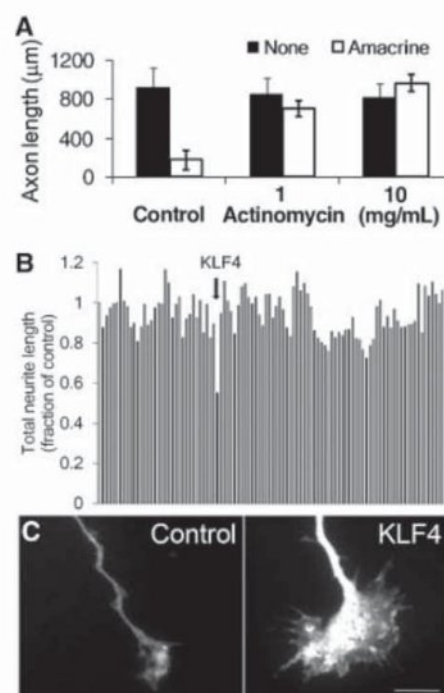 A
None Amacrine
Axon length (μm)
1200
800
400
0
Control
1
Actinomycin
10
(mg/mL)
B
KLF4
Total neurite length
(fraction of control)
1.2
1
0.8
0.6
0.4
0.2
0
C
Control
KLF4